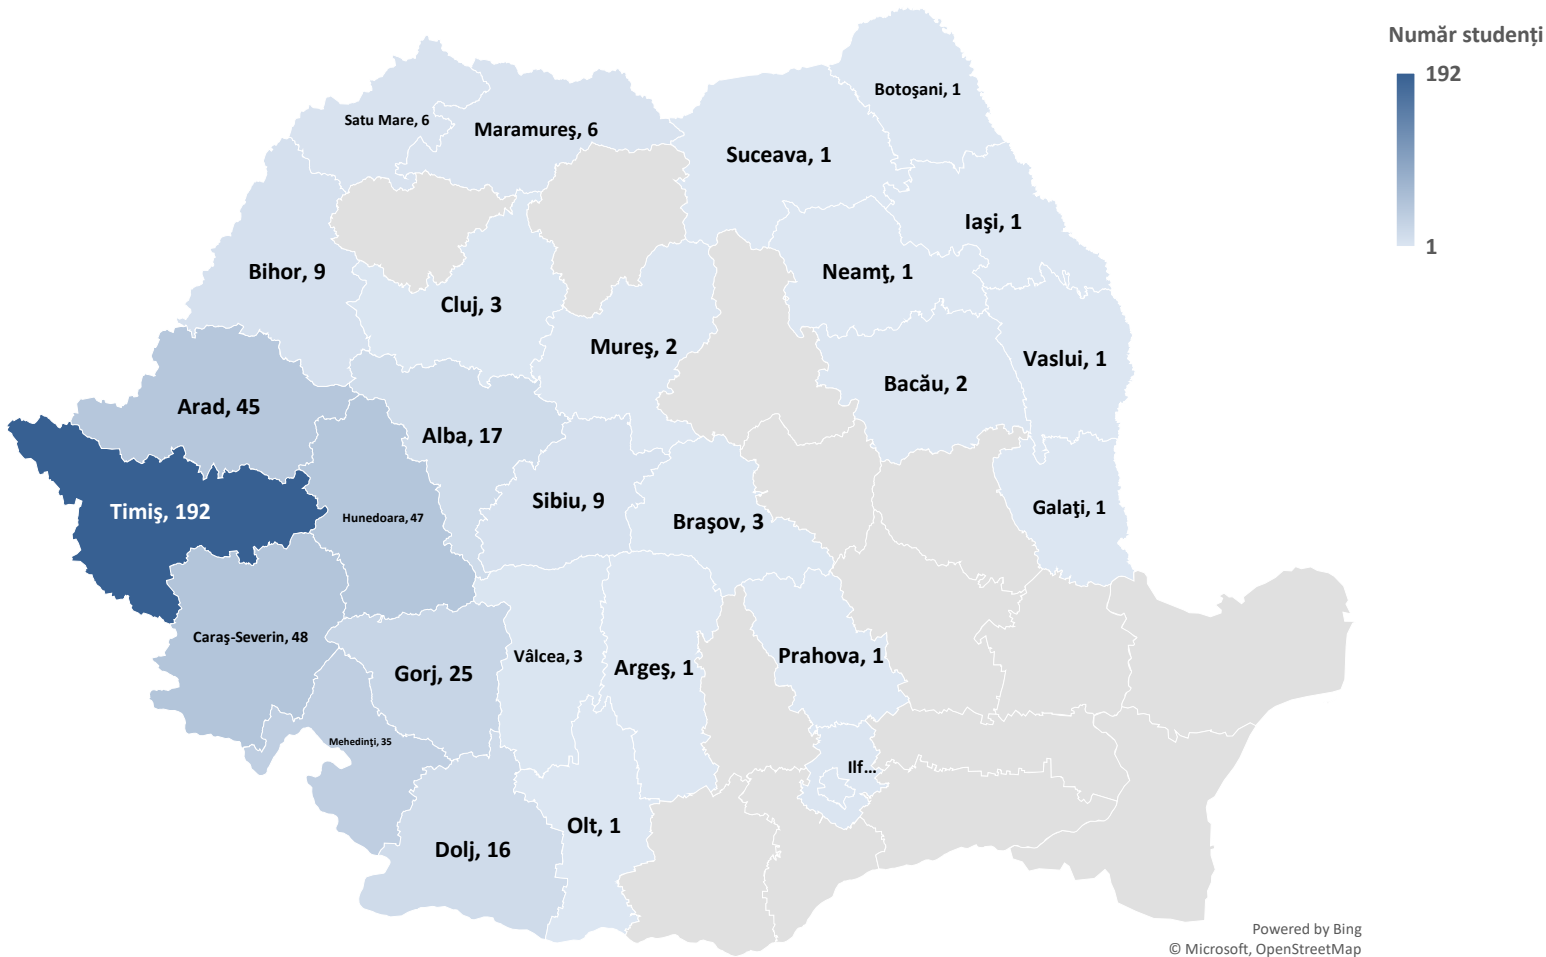 Număr studenți
192
1
Botoşani, 1
Satu Mare, 6
Maramureş, 6
Suceava, 1
Iaşi, 1
Bihor, 9
Neamţ, 1
Cluj, 3
Mureş, 2
Vaslui, 1
Bacău, 2
Arad, 45
Alba, 17
Sibiu, 9
Galaţi, 1
Timiş, 192
Hunedoara, 47
Braşov, 3
Caraş-Severin, 48
Vâlcea, 3
Prahova, 1
Argeş, 1
Gorj, 25
Mehedinţi, 35
Ilf...
Olt, 1
Dolj, 16
Powered by Bing
© Microsoft, OpenStreetMap